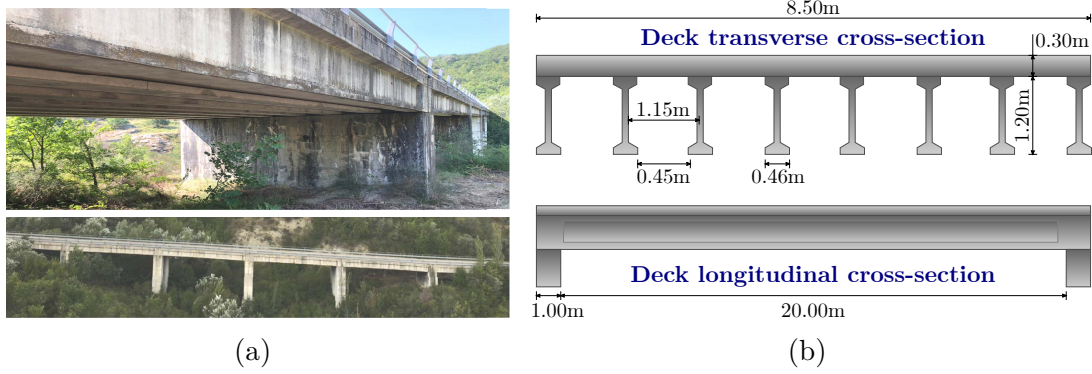 8.50m
Deck transverse cross-section
0.30m
1.15m
1.20m
0.45m
0.46m
Deck longitudinal cross-section
1.00m
20.00m
(a)
(b)